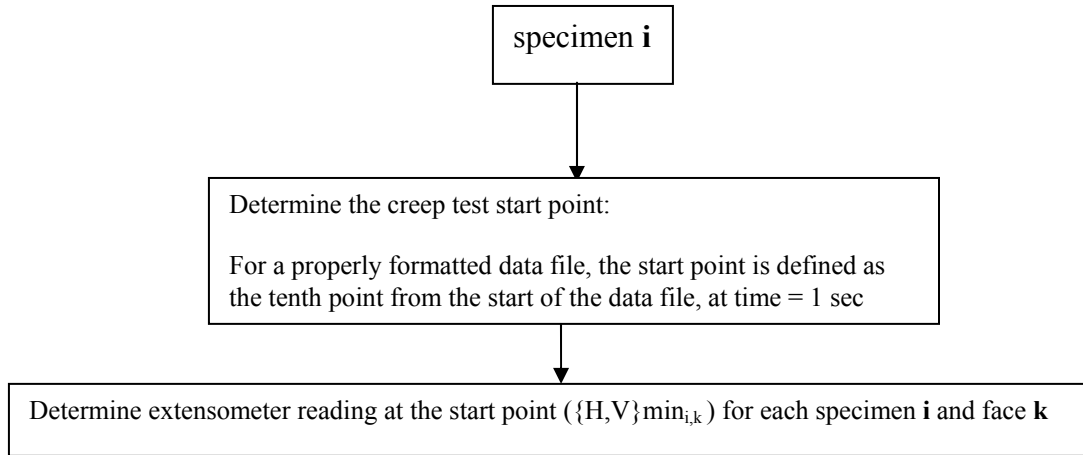 specimen i
Determine the creep test start point:
For a properly formatted data file, the start point is defined as
the tenth point from the start of the data file, at time = 1 sec
Determine extensometer reading at the start point ({H,V}min i,k ) for each specimen i and face k